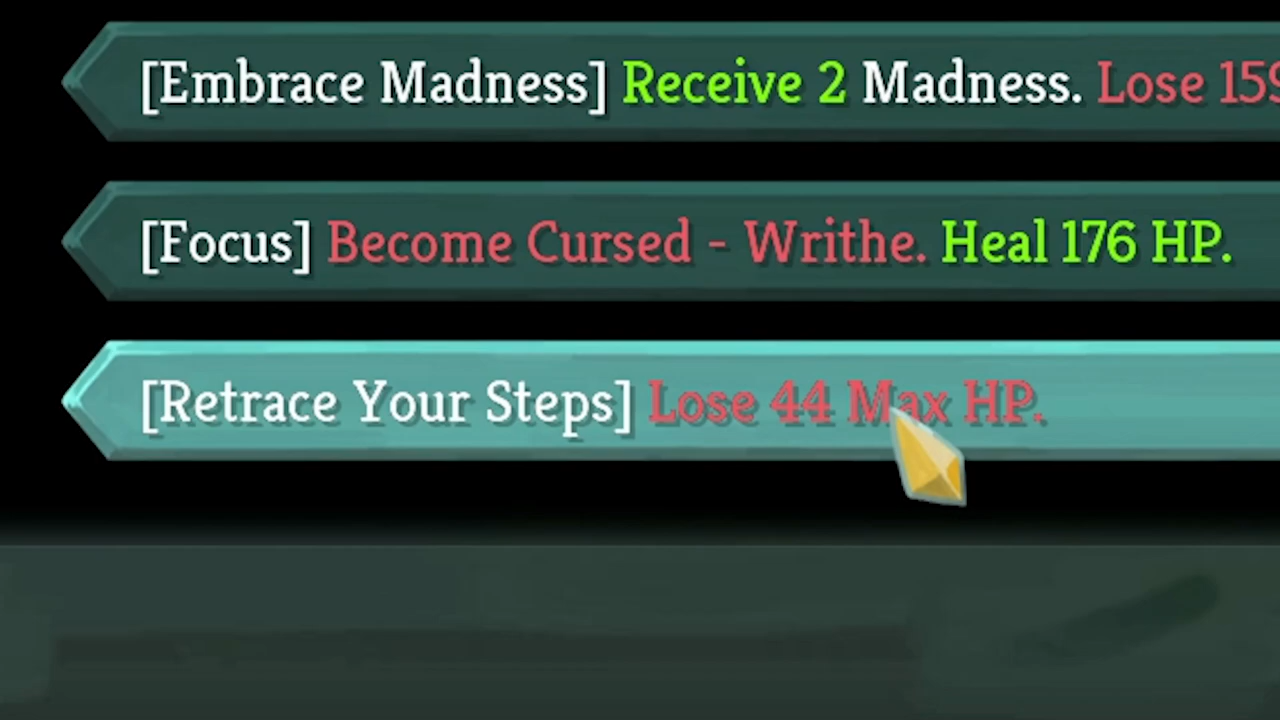 [Embrace Madness] Receive 2 Madness. Lose
[Focus] Become Cursed - Writhe. Heal 176 HP.
[Retrace Your Steps] Lose 44 Max HP.